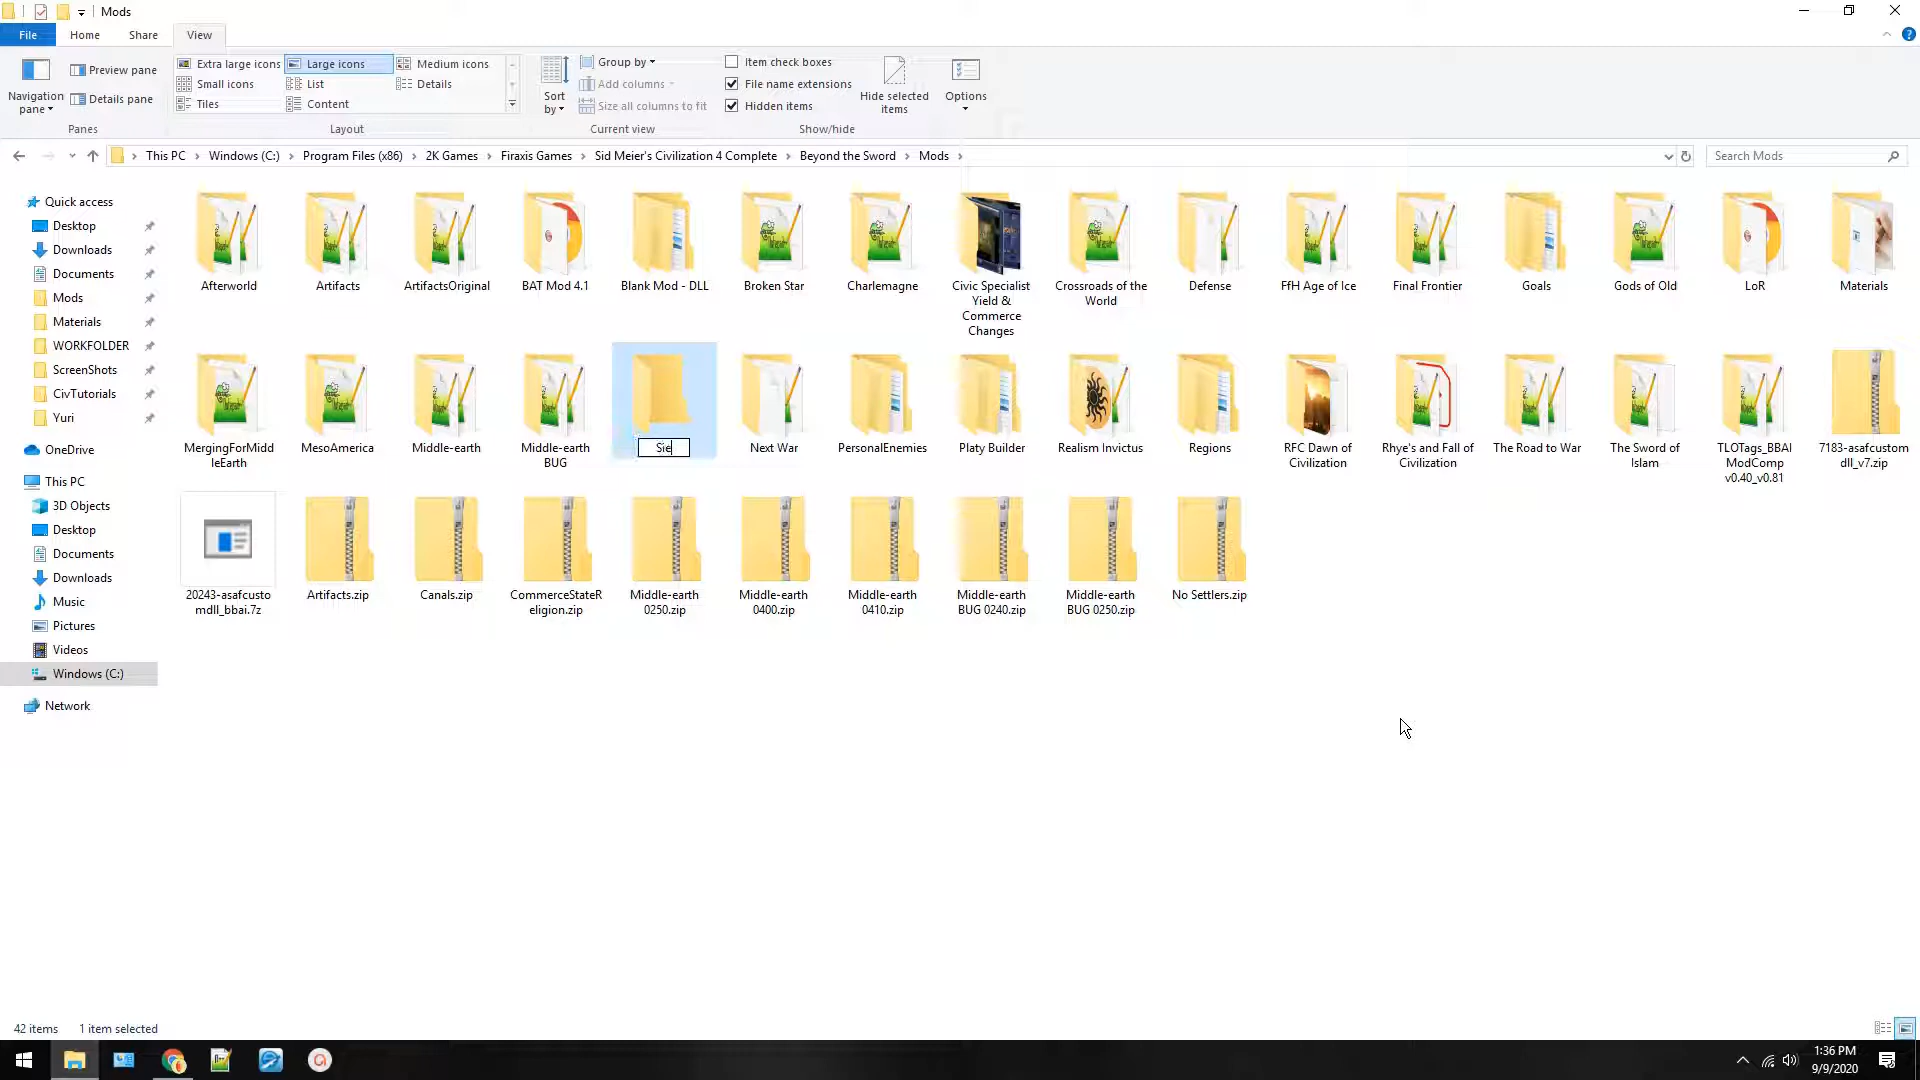 Mods
File Home Share View
Navigation pane
Preview pane
Details pane
Panes
Extra large icons Large icons Medium icons
Small icons List Details
Tiles Content
Layout
Sort by
Group by
Add columns
Size all columns to fit
Current view
Item check boxes
File name extensions
Hidden items
Hide selected items
Show/hide
Options
This PC > Windows (C:) > Program Files (x86) > 2K Games > Firaxis Games > Sid Meier's Civilization 4 Complete > Beyond the Sword > Mods >
Search Mods
Quick access
Desktop
Downloads
Documents
Mods
Materials
WORKFOLDER
ScreenShots
CivTutorials
Yuri
OneDrive
This PC
3D Objects
Desktop
Documents
Downloads
Music
Pictures
Videos
Windows (C:)
Network
Afterworld
Artifacts
ArtifactsOriginal
BAT Mod 4.1
Blank Mod - DLL
Broken Star
Charlemagne
Civic Specialist
Yield &
Commerce
Changes
Crossroads of the
World
Defense
FfH Age of Ice
Final Frontier
Goals
Gods of Old
LoR
Materials
MergingForMidd
leEarth
MesoAmerica
Middle-earth
Middle-earth
BUG
Sie
Next War
PersonalEnemies
Platy Builder
Realism Invictus
Regions
RFC Dawn of
Civilization
Rhye's and Fall of
Civilization
The Road to War
The Sword of
Islam
TLOTags_BBAI
ModComp
v0.40_v0.81
7183-asafcustom
dll_v7.zip
20243-asafcusto
mdll_bbai.7z
Artifacts.zip
Canals.zip
CommerceStateR
eligion.zip
Middle-earth
0250.zip
Middle-earth
0400.zip
Middle-earth
0410.zip
Middle-earth
BUG 0240.zip
Middle-earth
BUG 0250.zip
No Settlers.zip
42 items 1 item selected
1:36 PM
9/9/2020